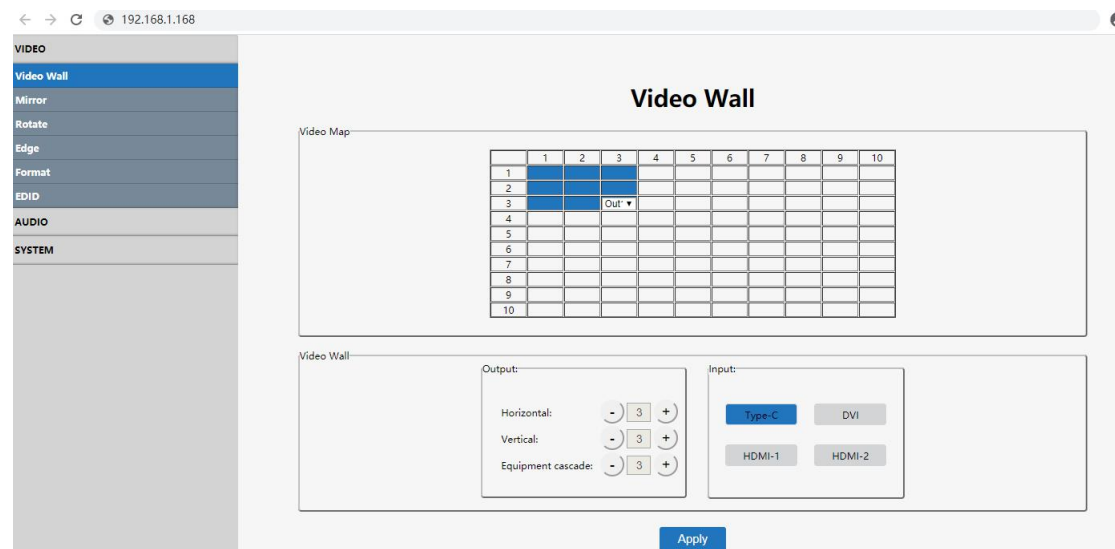 192.168.1.168
VIDEO
Video Wall
Mirror
Rotate
Edge
Format
EDID
AUDIO
SYSTEM
Video Wall
Video Map
1 2 3 4 5 6 7 8 9 10
1
2
3 Out
4
5
6
7
8
9
10
Video Wall
Output:
Horizontal: - 3 +
Vertical: - 3 +
Equipment cascade: - 3 +
Input:
Type-C DVI
HDMI-1 HDMI-2
Apply